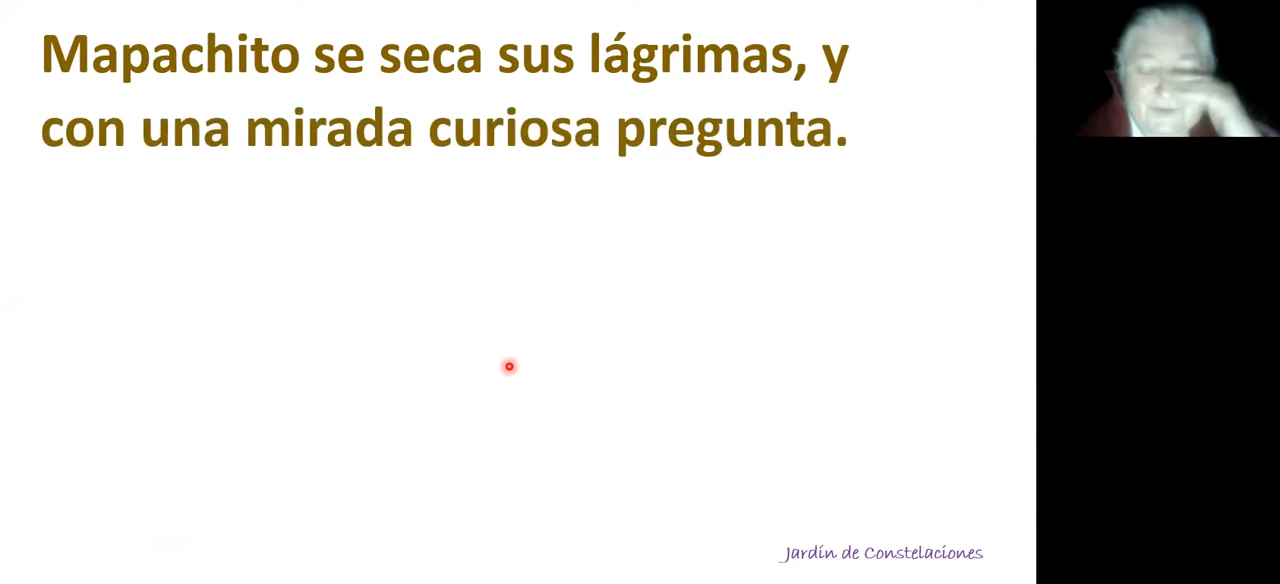 Mapachito se seca sus lágrimas, y
con una mirada curiosa pregunta.
Jardín de Constelaciones